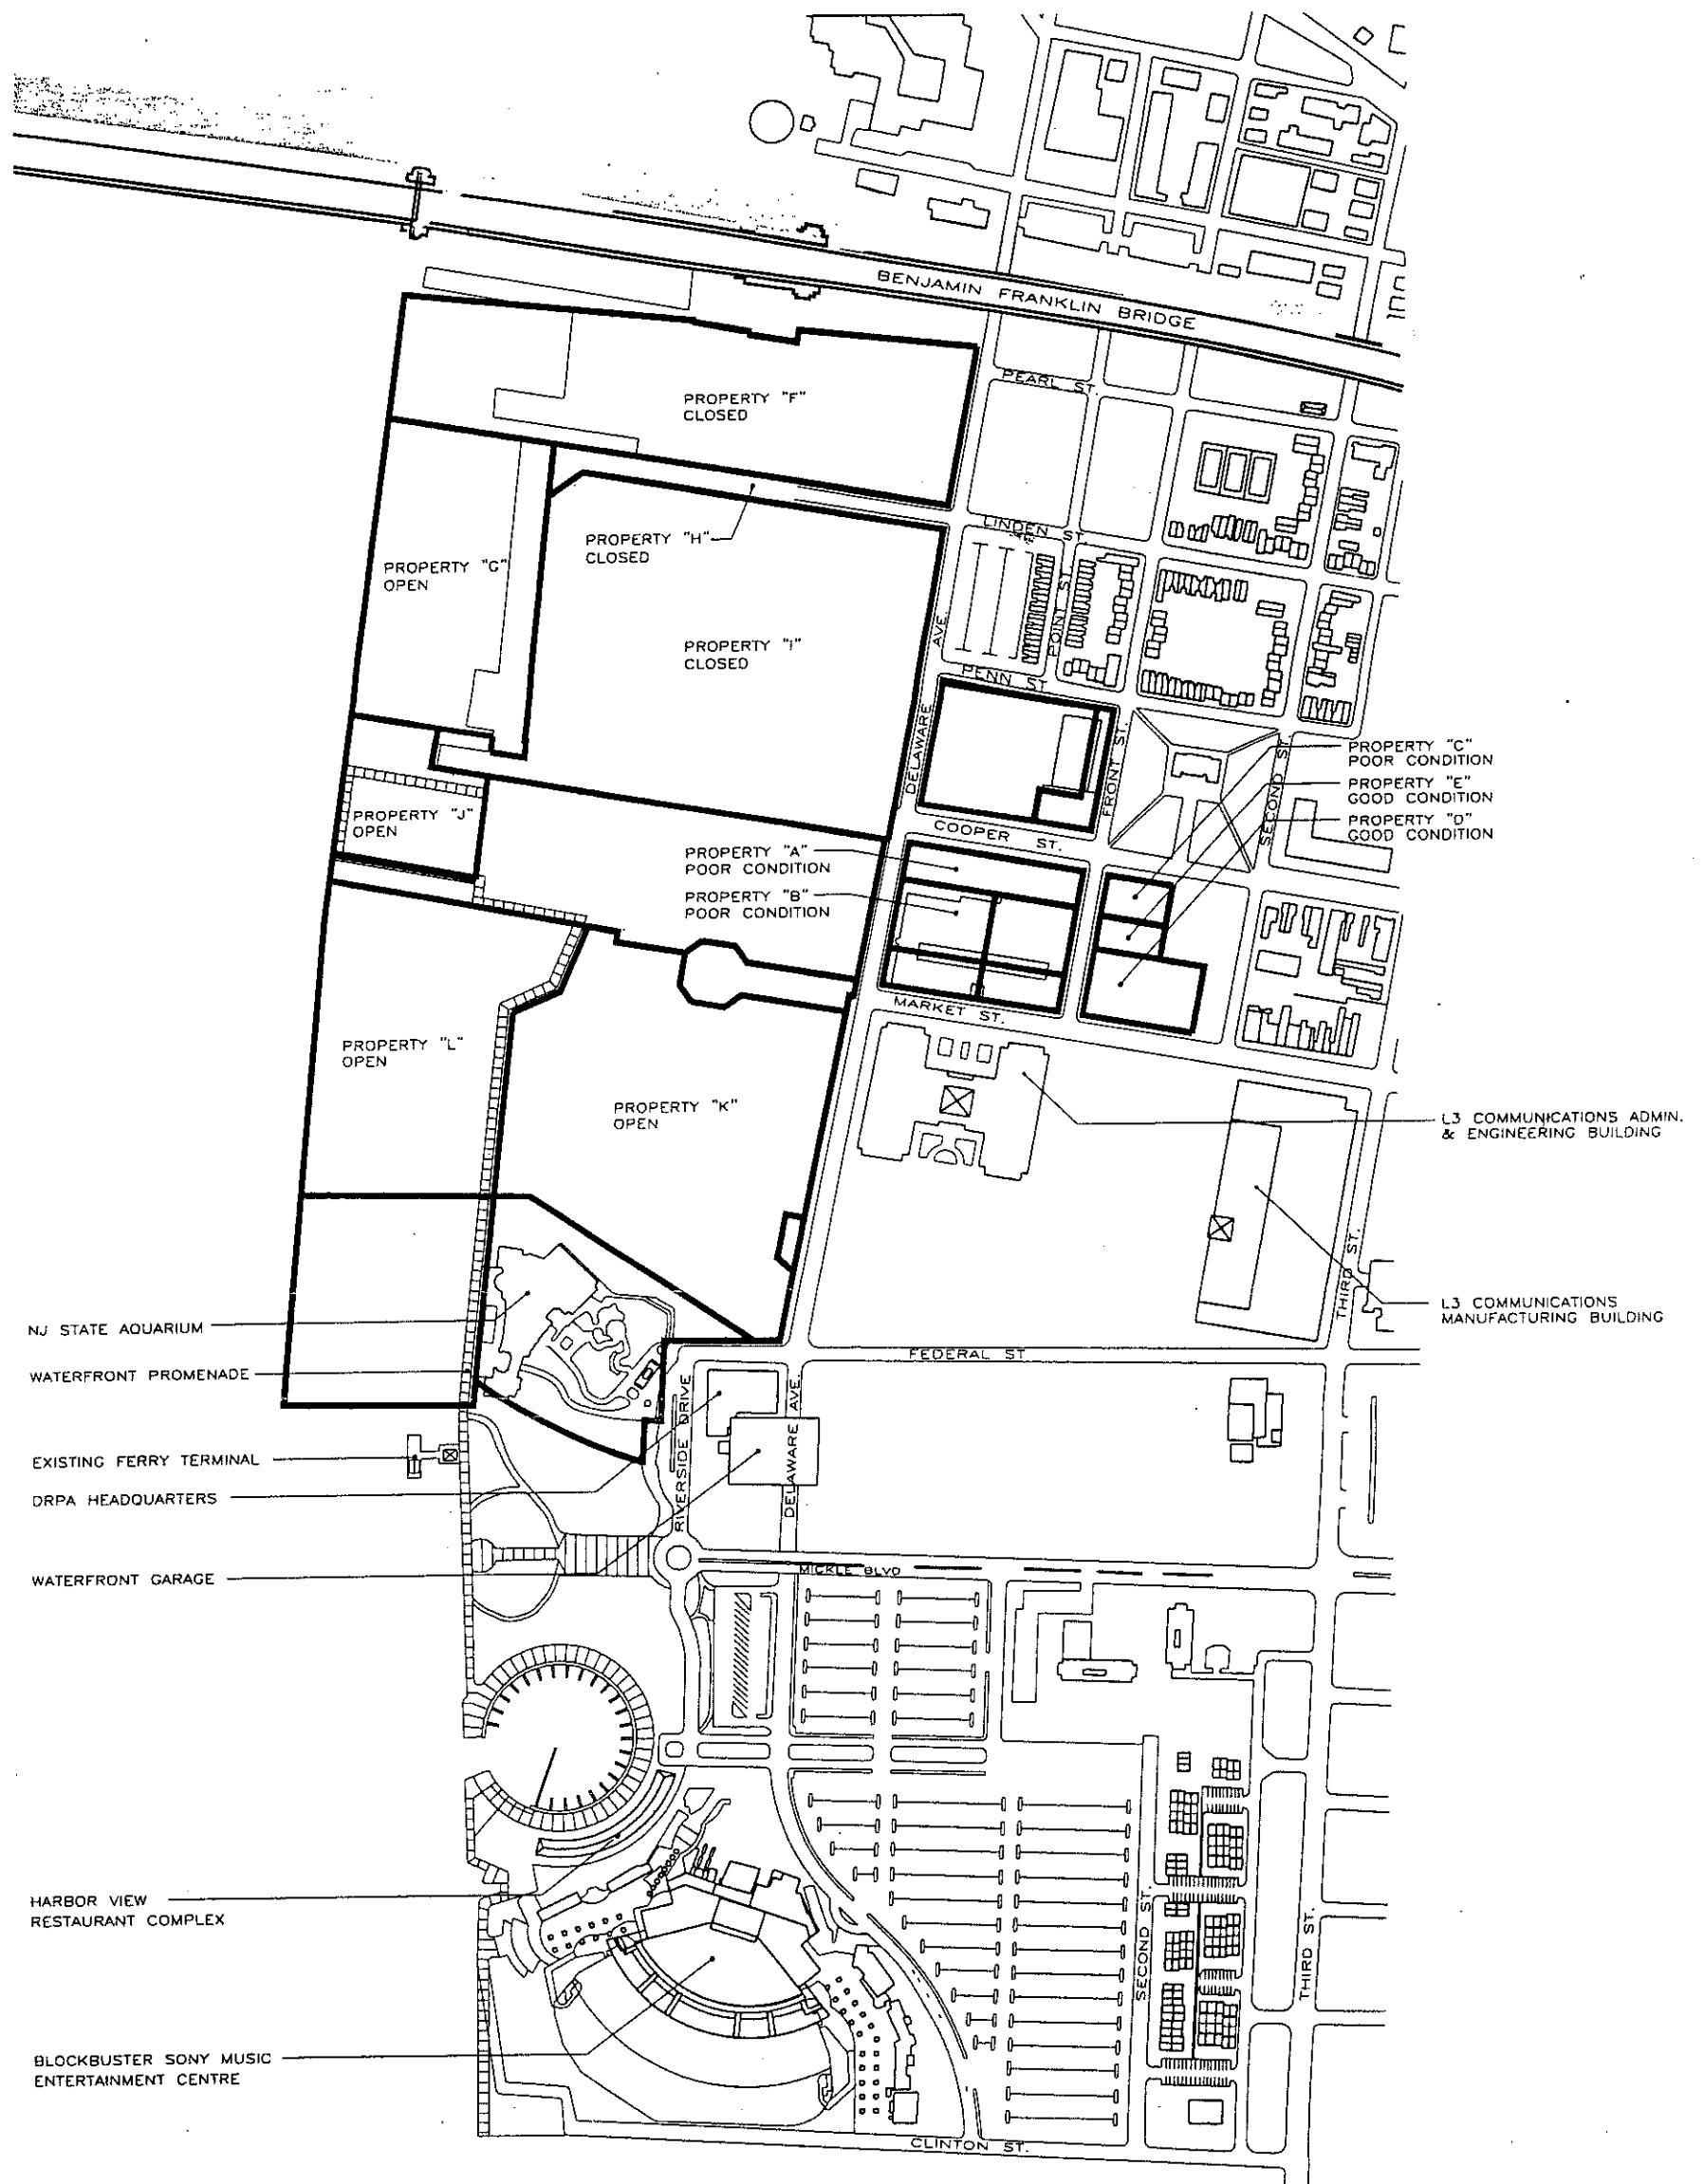 BENJAMIN FRANKLIN BRIDGE
PEARL ST.
PROPERTY "F"
CLOSED
LINDEN ST.
PROPERTY "H"
CLOSED
PROPERTY "G"
OPEN
POINT ST.
PROPERTY "I"
CLOSED
DELAWARE AVE.
PENN ST.
FRONT ST.
SECOND ST.
PROPERTY "C"
POOR CONDITION
PROPERTY "E"
GOOD CONDITION
PROPERTY "D"
GOOD CONDITION
PROPERTY "J"
OPEN
COOPER ST.
PROPERTY "A"
POOR CONDITION
PROPERTY "B"
POOR CONDITION
MARKET ST.
PROPERTY "L"
OPEN
PROPERTY "K"
OPEN
L3 COMMUNICATIONS ADMIN.
& ENGINEERING BUILDING
THIRD ST.
L3 COMMUNICATIONS
MANUFACTURING BUILDING
NJ STATE AQUARIUM
FEDERAL ST
WATERFRONT PROMENADE
RIVERSIDE DRIVE
DELAWARE AVE.
EXISTING FERRY TERMINAL
DRPA HEADQUARTERS
WATERFRONT GARAGE
MICKLE BLVD
HARBOR VIEW
RESTAURANT COMPLEX
SECOND ST.
THIRD ST.
BLOCKBUSTER SONY MUSIC
ENTERTAINMENT CENTRE
CLINTON ST.